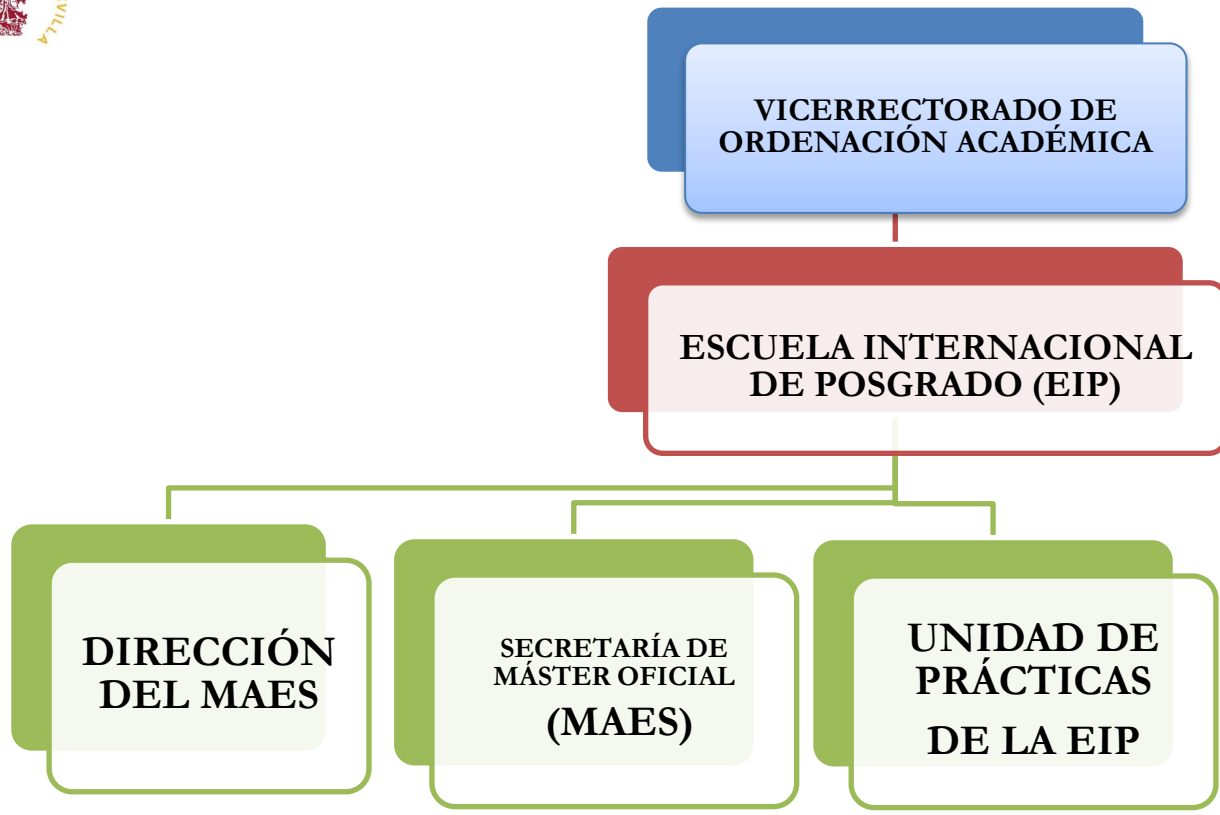 VILLA
VICERRECTORADO DE
ORDENACIÓN ACADÉMICA
ESCUELA INTERNACIONAL
DE POSGRADO (EIP)
DIRECCIÓN
DEL MAES
SECRETARÍA DE
MÁSTER OFICIAL
(MAES)
UNIDAD DE
PRÁCTICAS
DE LA EIP